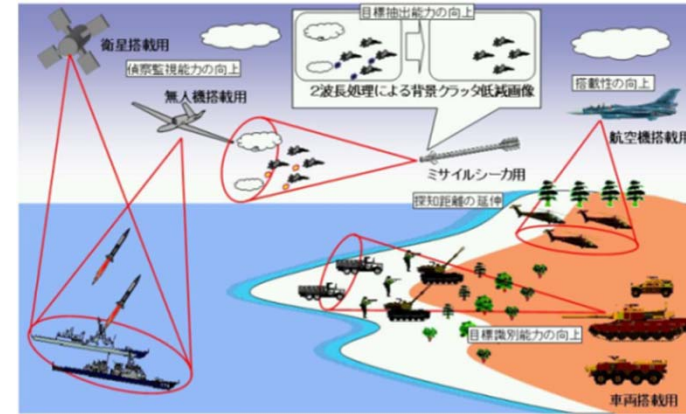 目標抽出能力の向上
衛星搭載用
偵察監視能力の向上
搭載性の向上
無人機搭載用
2波長処理による背景クラッタ低減画像
航空機搭載用
ミサイルシーカ用
探知距離の延伸
目標識別能力の向上
車両搭載用